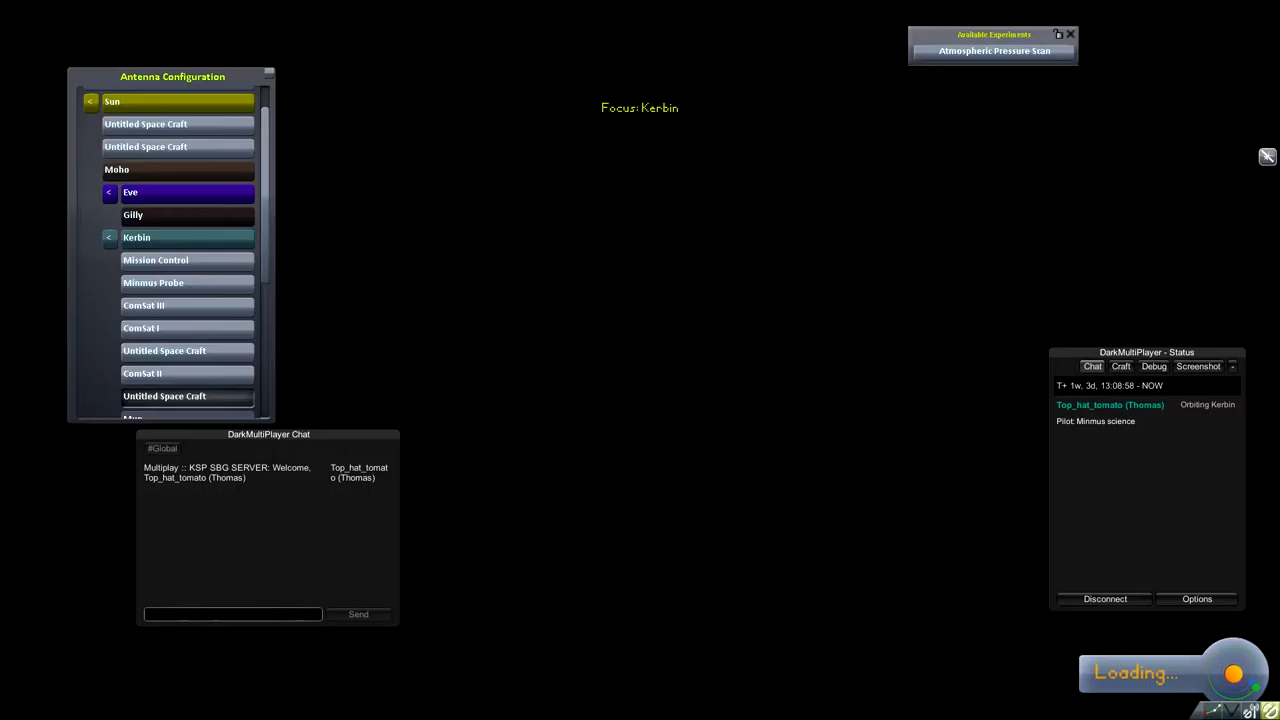 Available Experiments
Atmospheric Pressure Scan
Antenna Configuration
< Sun
Untitled Space Craft
Untitled Space Craft
Moho
< Eve
Gilly
< Kerbin
Mission Control
Minmus Probe
ComSat III
ComSat I
Untitled Space Craft
ComSat II
Untitled Space Craft
Mun
Focus: Kerbin
DarkMultiPlayer - Status
Chat Craft Debug Screenshot -
T+ 1w, 3d, 13:08:58 - NOW
Top_hat_tomato (Thomas) Orbiting Kerbin
Pilot: Minmus science
Disconnect Options
DarkMultiPlayer Chat
#Global
Multiplay :: KSP SBG SERVER: Welcome,
Top_hat_tomato (Thomas)
Top_hat_tomat
o (Thomas)
Send
Loading...